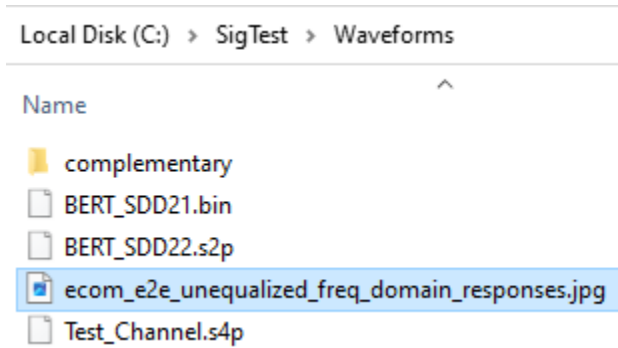 Local Disk (C:) > SigTest > Waveforms
Name
complementary
BERT_SDD21.bin
BERT_SDD22.s2p
ecom_e2e_unequalized_freq_domain_responses.jpg
Test_Channel.s4p